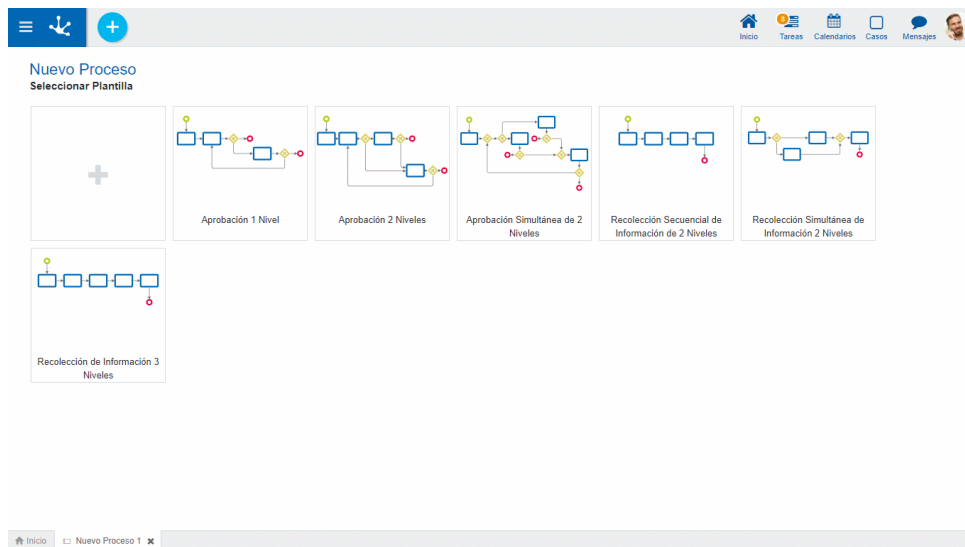 Inicio
Tareas
Calendarios
Casos
Mensajes
Nuevo Proceso
Seleccionar Plantilla
Aprobación 1 Nivel
Aprobación 2 Niveles
Aprobación Simultánea de 2
Niveles
Recolección Secuencial de
Información de 2 Niveles
Recolección Simultánea de
Información 2 Niveles
Recolección de Información 3
Niveles
Inicio
Nuevo Proceso 1